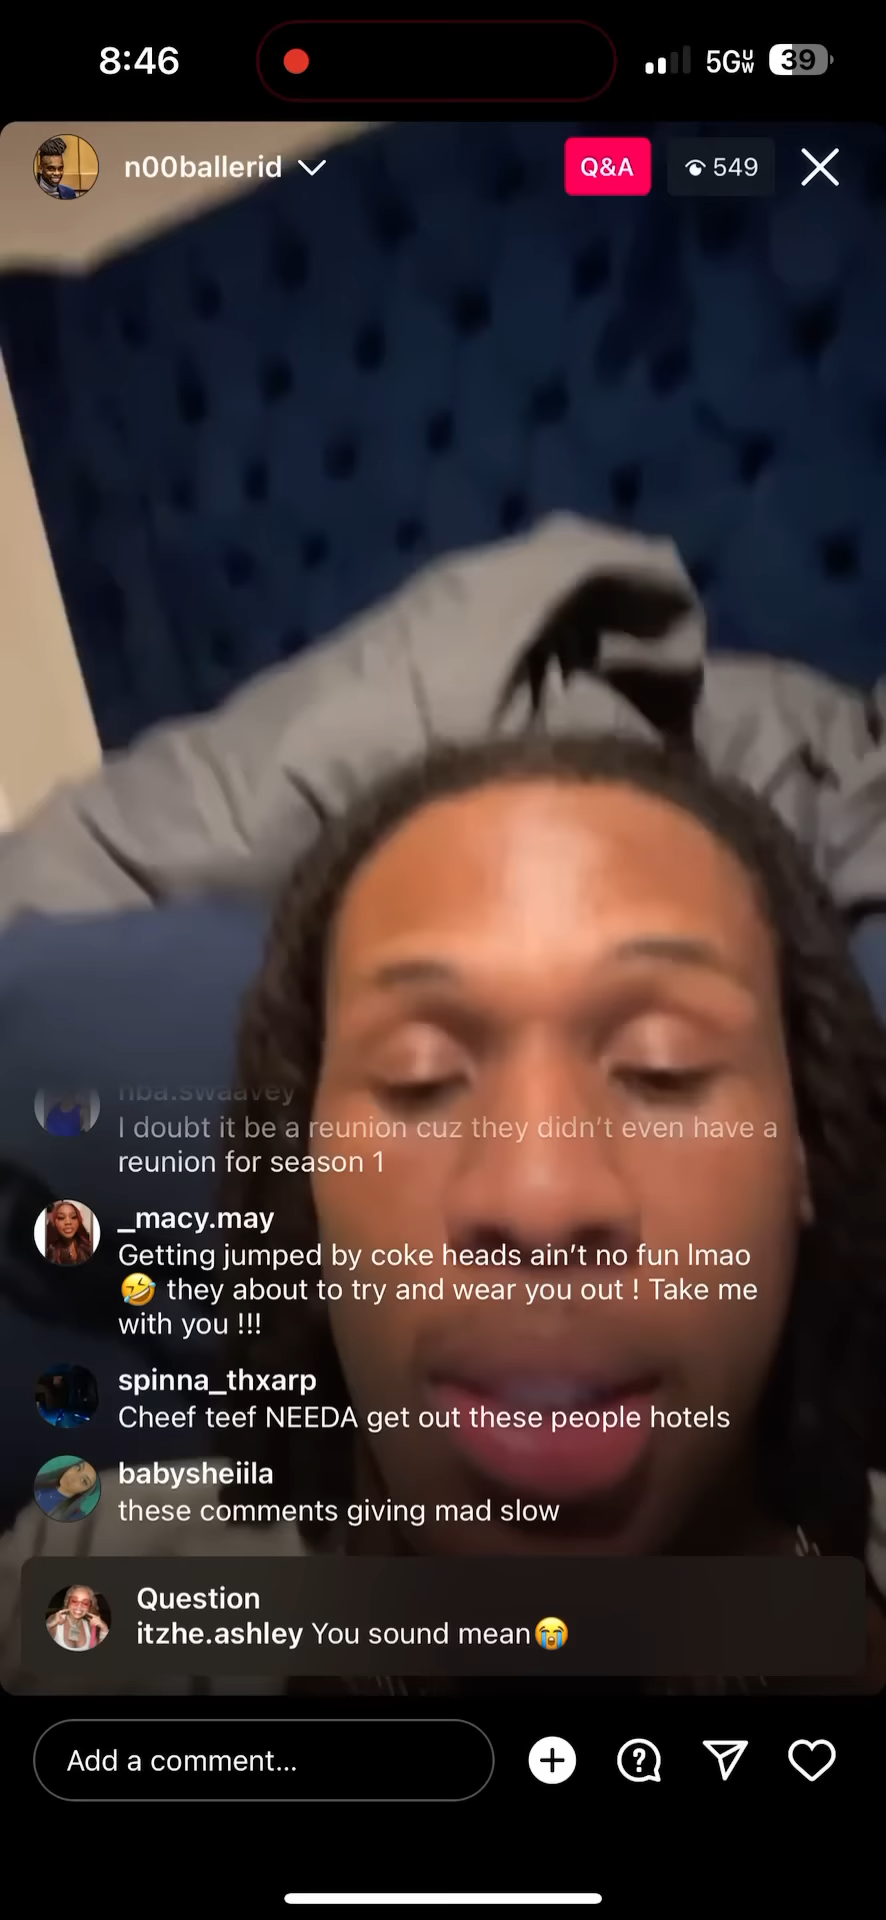 8:46
5GUW
39
n00ballerid
Q&A
549
nba.swaavey
I doubt it be a reunion cuz they didn't even have a
reunion for season 1
_macy.may
Getting jumped by coke heads ain't no fun lmao
🤣 they about to try and wear you out ! Take me
with you !!!
spinna_thxarp
Cheef teef NEEDA get out these people hotels
babysheiila
these comments giving mad slow
Question
itzhe.ashley You sound mean😭
Add a comment...